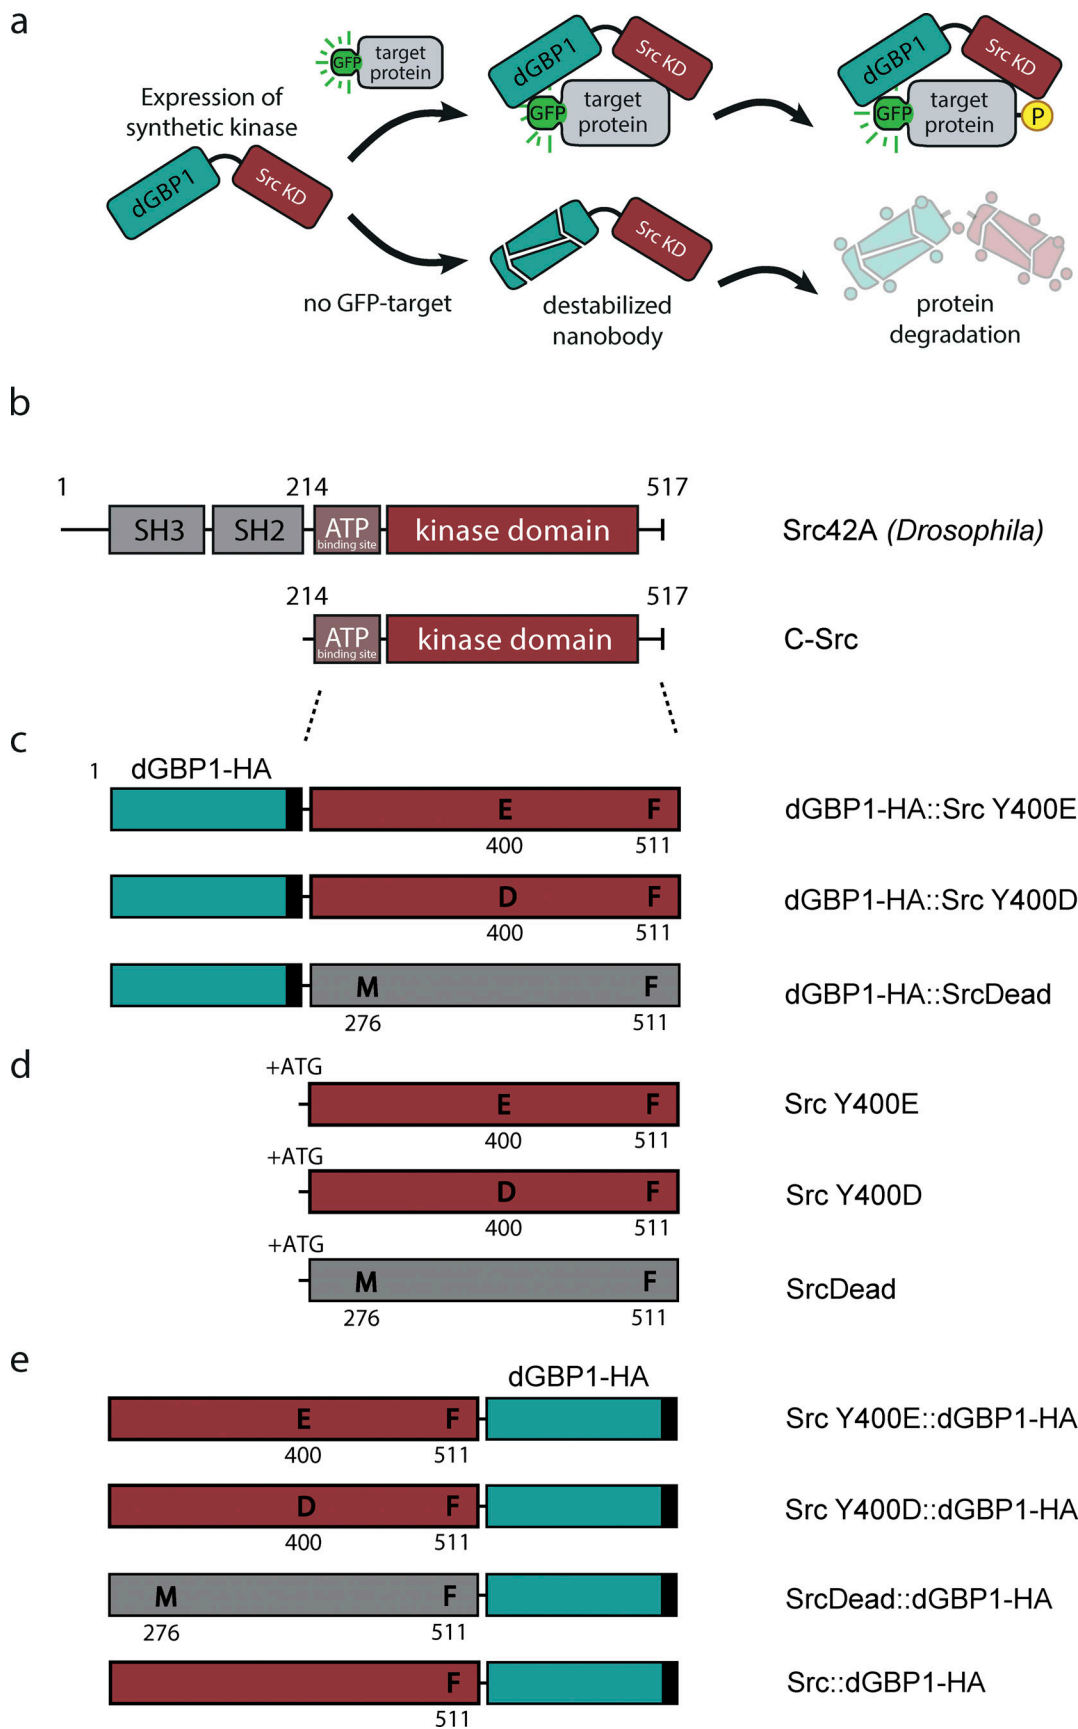 a
Expression of
synthetic kinase
dGBP1
Src KD
GFP
target
protein
dGBP1
Src KD
GFP
target
protein
dGBP1
Src KD
GFP
target
protein
P
no GFP-target
Src KD
destabilized
nanobody
protein
degradation
b
1
214
517
SH3
SH2
ATP
binding site
kinase domain
Src42A (Drosophila)
214
517
ATP
binding site
kinase domain
C-Src
c
1
dGBP1-HA
E
F
400
511
dGBP1-HA::Src Y400E
D
F
400
511
dGBP1-HA::Src Y400D
M
F
276
511
dGBP1-HA::SrcDead
d
+ATG
E
F
400
511
Src Y400E
+ATG
D
F
400
511
Src Y400D
+ATG
M
F
276
511
SrcDead
e
dGBP1-HA
E
F
400
511
Src Y400E::dGBP1-HA
D
F
400
511
Src Y400D::dGBP1-HA
M
F
276
511
SrcDead::dGBP1-HA
F
511
Src::dGBP1-HA